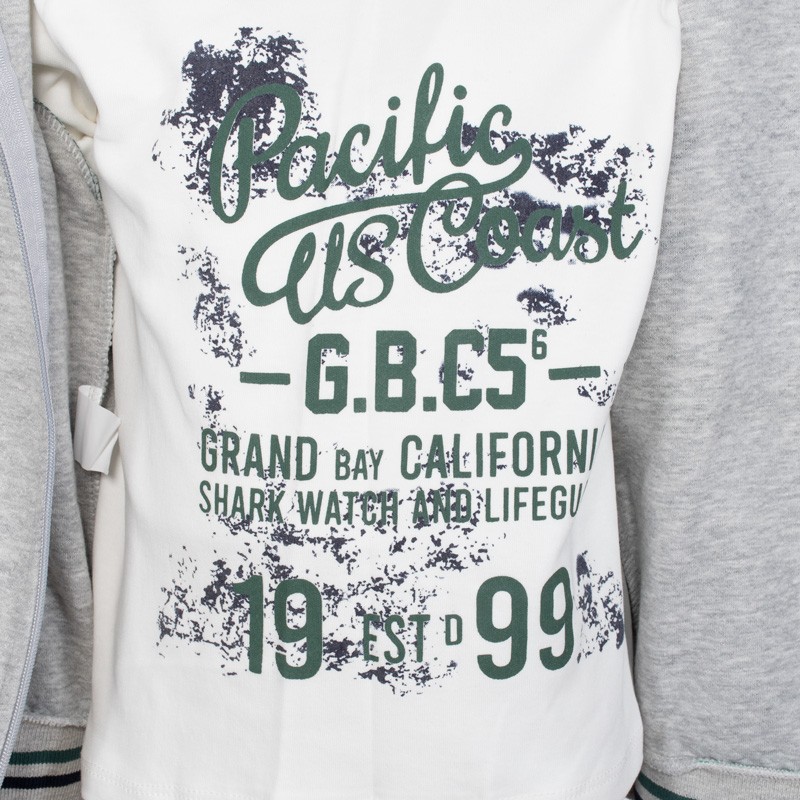 Pacific
US Coast
G.B.C5⁶
GRAND BAY CALIFORNI
SHARK WATCH AND LIFEGU
19 EST D 99